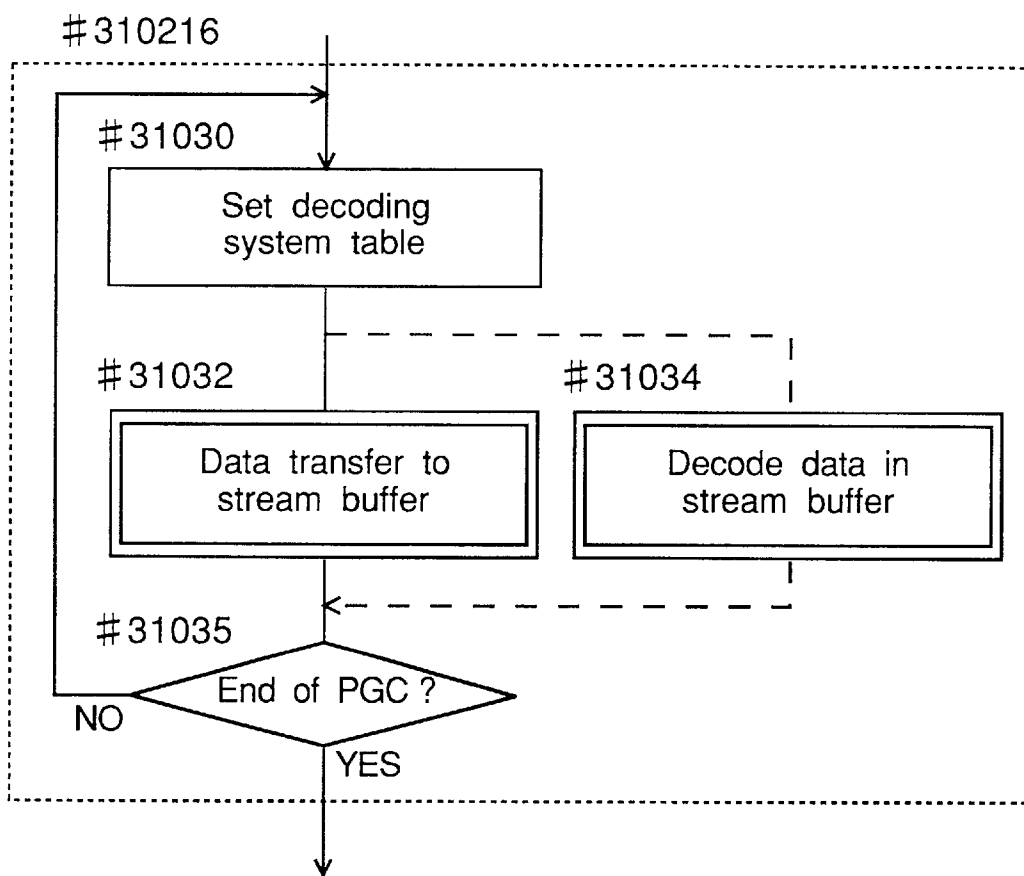 #310216
#31030
Set decoding
system table
#31032
#31034
Data transfer to
stream buffer
Decode data in
stream buffer
#31035
End of PGC ?
NO
YES